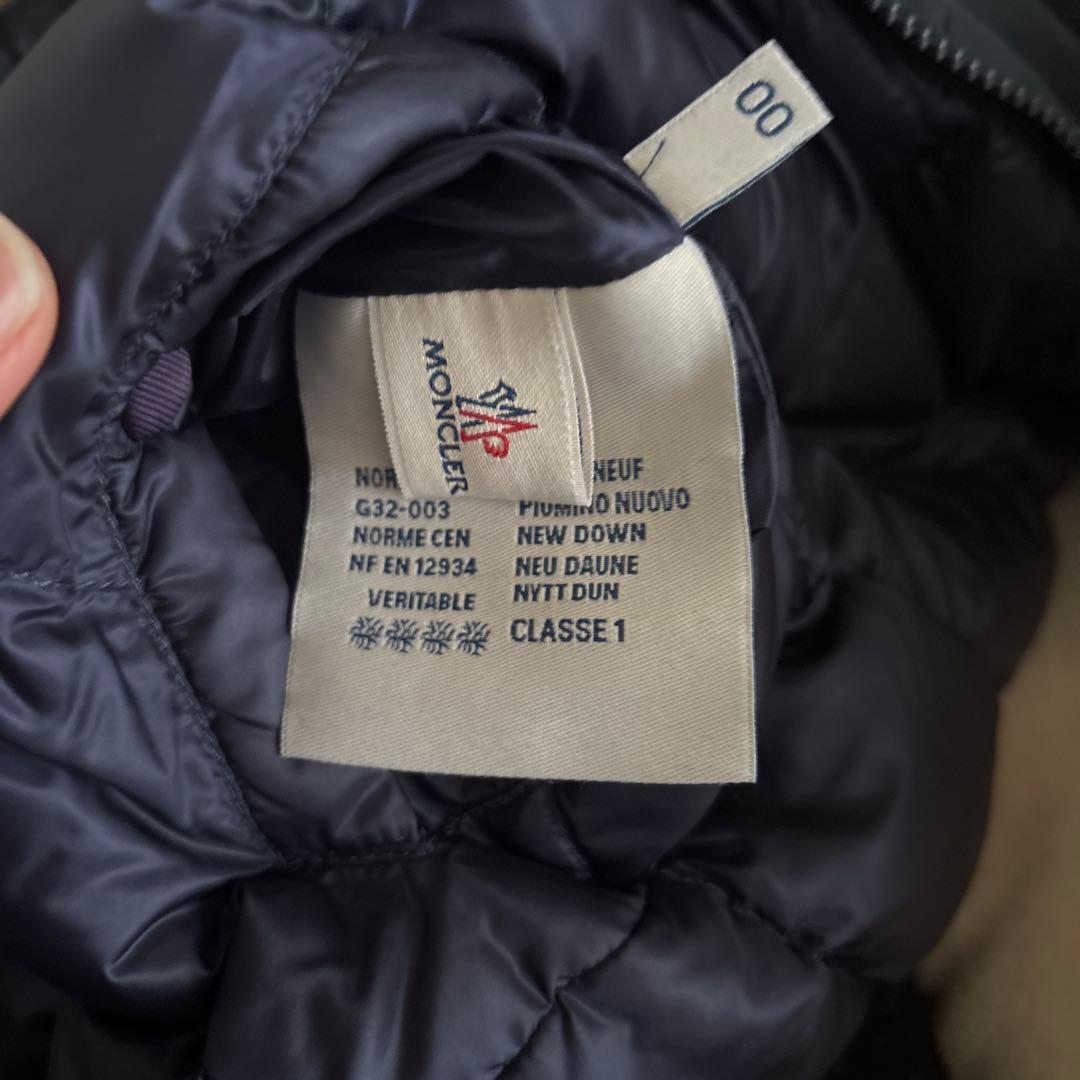 00
MONCLER
NOR
G32-003
NORME CEN
NF EN 12934
VERITABLE
NEUF
PIUMINO NUOVO
NEW DOWN
NEU DAUNE
NYTT DUN
CLASSE 1